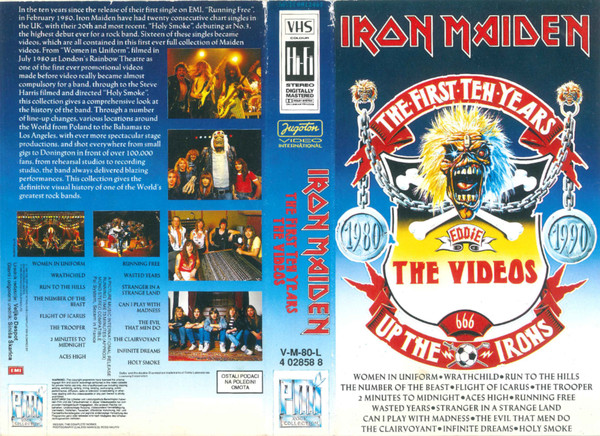 In the ten years since the release of their first single on EMI, "Running Free",
in February 1980, Iron Maiden have had twenty consecutive chart singles in
the UK, with their 20th and most recent, "Holy Smoke", debuting at No.3,
the highest debut ever for a rock band. Sixteen of these singles became
videos, which are all contained in this first ever full collection of Maiden
videos. From "Women in Uniform", filmed in
July 1980 at London's Rainbow Theatre as
one of the first ever promotional videos
made before video really became almost
compulsory for a band, through to the Steve
Harris filmed and directed "Holy Smoke",
this collection gives a comprehensive look at
the history of the band. Through a number
of line-up changes, various locations around
the World from Poland to the Bahamas to
Los Angeles, with ever more spectacular stage
productions, and shot everywhere from small
gigs to Donington in front of over 100.000
fans, from rehearsal studios to recording
studio, the band always delivered blazing
performances. This collection gives the
definitive visual history of one of the World's
greatest rock bands.
WOMEN IN UNIFORM
WRATHCHILD
RUN TO THE HILLS
THE NUMBER OF THE
BEAST
FLIGHT OF ICARUS
THE TROOPER
2 MINUTES TO
MIDNIGHT
ACES HIGH
RUNNING FREE
WASTED YEARS
STRANGER IN A
STRANGE LAND
CAN I PLAY WITH
MADNESS
THE EVIL
THAT MEN DO
THE CLAIRVOYANT
INFINITE DREAMS
HOLY SMOKE
EMI
WARNING:
OSTALI PODACI
NA POLEĐINI
OMOTA
VHS
Hi-Fi
STEREO
DIGITALLY
MASTERED
Jugoton
VIDEO
INTERNATIONAL
IRON MAIDEN
THE FIRST TEN YEARS
THE VIDEOS
V-M-80-L
4 02858 8
IRON MAIDEN
THE·FIRST·TEN·YEARS
1980
EDDIE
1990
THE VIDEOS
666
UP THE IRONS
WOMEN IN UNIFORM•WRATHCHILD•RUN TO THE HILLS
THE NUMBER OF THE BEAST•FLIGHT OF ICARUS•THE TROOPER
2 MINUTES TO MIDNIGHT•ACES HIGH•RUNNING FREE
WASTED YEARS•STRANGER IN A STRANGE LAND
CAN I PLAY WITH MADNESS•THE EVIL THAT MEN DO
THE CLAIRVOYANT•INFINITE DREAMS•HOLY SMOKE